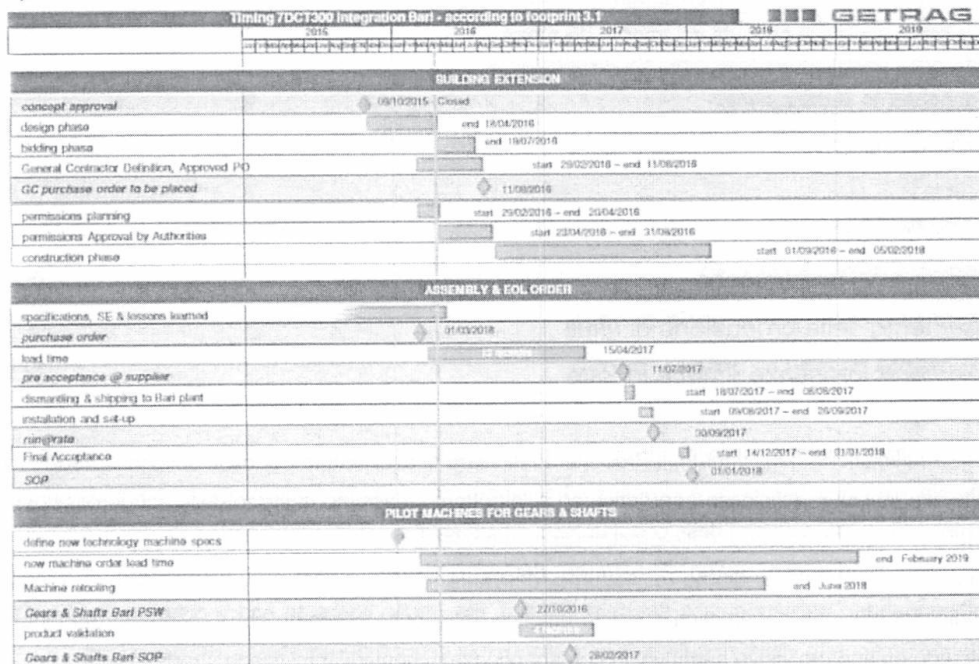 Timing 7DCT300 Integration Bari - according to footprint 3.1
GETRAG
2015 2016 2017 2018 2019
BUILDING EXTENSION
concept approval 09/10/2015 - Closed
design phase end 18/04/2016
bidding phase end 19/07/2016
General Contractor Definition, Approved PO start 29/02/2016 - end 11/08/2016
GC purchase order to be placed 11/08/2016
permissions planning start 29/02/2016 - end 20/04/2016
permissions Approval by Authorities start 23/04/2016 - end 31/08/2016
construction phase start 01/09/2016 - end 05/02/2018
ASSEMBLY & EOL ORDER
specifications, SE & lessons learned
purchase order 01/03/2018
lead time 15/04/2017
pre acceptance @ supplier 11/07/2017
dismantling & shipping to Bari plant start 18/07/2017 - end 08/08/2017
installation and set-up start 09/08/2017 - end 26/09/2017
run@rate 30/09/2017
Final Acceptance start 14/12/2017 - end 01/01/2018
SOP 01/01/2018
PILOT MACHINES FOR GEARS & SHAFTS
define new technology machine specs
new machine order lead time end February 2019
Machine retooling end June 2018
Gears & Shafts Bari PSW 27/10/2016
product validation
Gears & Shafts Bari SOP 28/02/2017